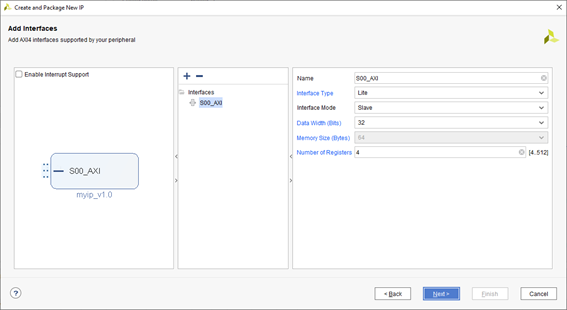 Create and Package New IP
Add Interfaces
Add AXI4 interfaces supported by your peripheral
Enable Interrupt Support
S00_AXI
myip_v1.0
Interfaces
S00_AXI
Name S00_AXI
Interface Type Lite
Interface Mode Slave
Data Width (Bits) 32
Memory Size (Bytes) 64
Number of Registers 4 [4..512]
? < Back Next > Finish Cancel